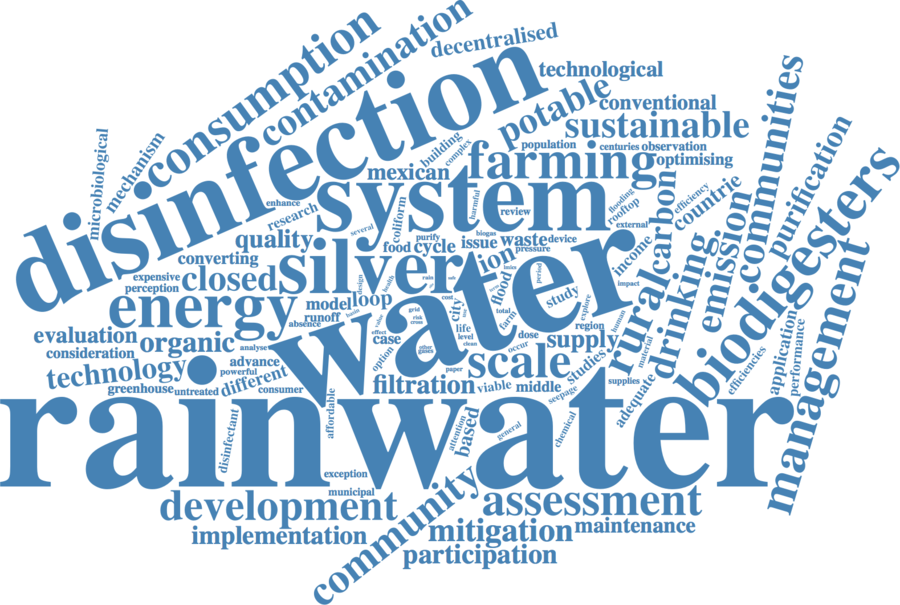 decentralised
consumption
contamination
disinfection
technological
potable
conventional
sustainable
communities
microbiological
mechanism
building
complex
population
centuries
observation
mexican
farming
optimising
purification
system
harmful
enhance
research
several
coliform
review
flooding
rooftop
carbon
efficiency
countrie
biodigesters
quality
purify
biogas
external
food
cycle
issue
waste
device
pressure
converting
income
emission
expensive
perception
closed
silver
ion
flood
period
impact
drinking
management
energy
model
loop
design
health
rain
cost
study
explore
rural
runoff
absence
basin
value
grid
risk
cross
city
total
farm
water
region
human
evaluation
organic
effect
case
life
level
clean
dose
supply
material
application
performance
consideration
analyse
option
other
gases
occur
scale
studies
efficiencies
technology
advance
powerful
different
paper
supplies
adequate
greenhouse
untreated
consumer
filtration
viable
middle
seepage
rainwater
disinfectant
affordable
attention
based
general
chemical
exception
municipal
development
community
assessment
implementation
mitigation
maintenance
participation